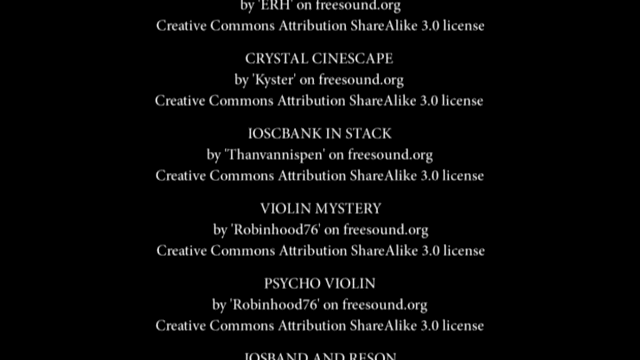 by 'ERH' on freesound.org
Creative Commons Attribution ShareAlike 3.0 license
CRYSTAL CINESCAPE
by 'Kyster' on freesound.org
Creative Commons Attribution ShareAlike 3.0 license
IOSCBANK IN STACK
by 'Thanvannispen' on freesound.org
Creative Commons Attribution ShareAlike 3.0 license
VIOLIN MYSTERY
by 'Robinhood76' on freesound.org
Creative Commons Attribution ShareAlike 3.0 license
PSYCHO VIOLIN
by 'Robinhood76' on freesound.org
Creative Commons Attribution ShareAlike 3.0 license
IOSBAND AND RESON